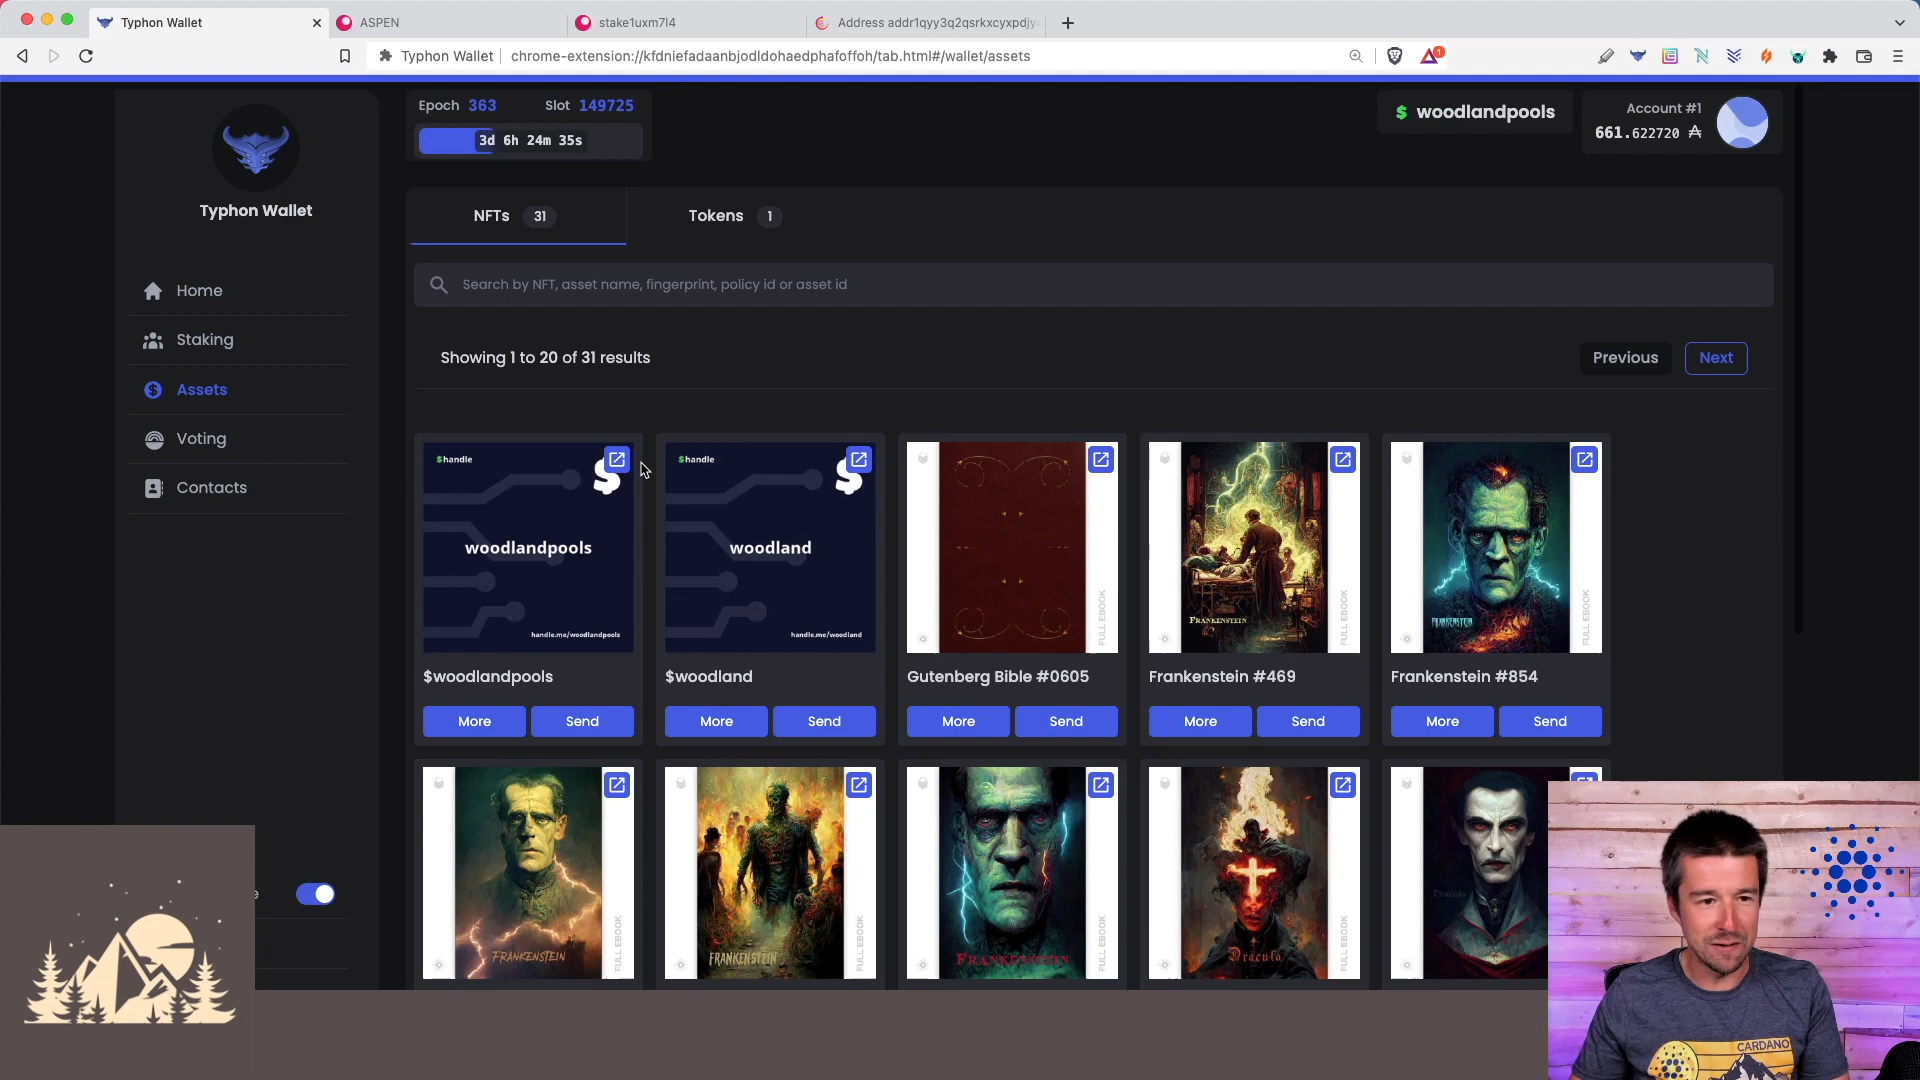 Typhon Wallet
ASPEN
stake1uxm7l4
Address addr1qyy3q2qsrkxcyxpdjy
Typhon Wallet
chrome-extension://kfdniefadaanbjodldohaedphafoffoh/tab.html#/wallet/assets
1
Epoch 363
Slot 149725
3d 6h 24m 35s
$ woodlandpools
Account #1
661.622720 ₳
Typhon Wallet
Home
Staking
Assets
Voting
Contacts
NFTs 31
Tokens 1
Search by NFT, asset name, fingerprint, policy id or asset id
Showing 1 to 20 of 31 results
Previous
Next
$handle
$
woodlandpools
handle.me/woodlandpools
$woodlandpools
More
Send
$handle
$
woodland
handle.me/woodland
$woodland
More
Send
FULL EBOOK
Gutenberg Bible #0605
More
Send
FRANKENSTEIN
FULL EBOOK
Frankenstein #469
More
Send
FRANKENSTEIN
FULL EBOOK
Frankenstein #854
More
Send
FRANKENSTEIN
FULL EBOOK
FRANKENSTEIN
FULL EBOOK
FRANKENSTEIN
FULL EBOOK
Dracula
FULL EBOOK
Dracula
CARDANO